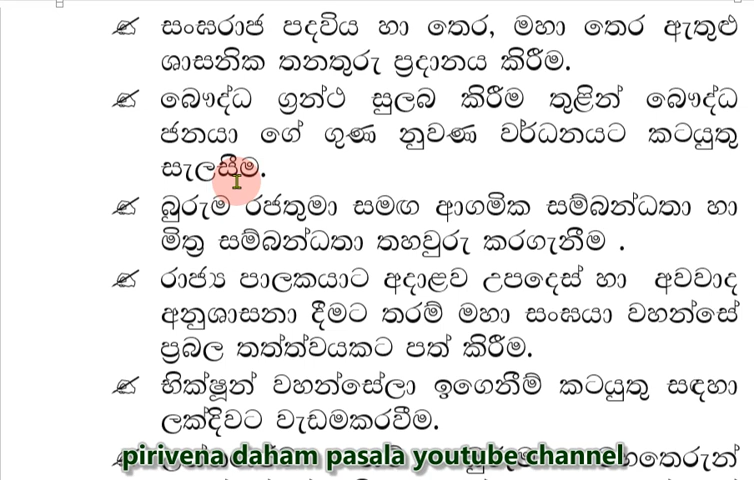 සංඝරාජ පදවිය හා තෙර, මහා තෙර ඇතුළු
ශාසනික තනතුරු ප්‍රදානය කිරීම.
බෞද්ධ ග්‍රන්ථ සුලබ කිරීම තුළින් බෞද්ධ
ජනයා ගේ ගුණ නුවණ වර්ධනයට කටයුතු
සැලසීම.
බුරුම රජතුමා සමඟ ආගමික සම්බන්ධතා හා
මිත්‍ර සම්බන්ධතා තහවුරු කරගැනීම .
රාජ්‍ය පාලකයාට අදාළව උපදෙස් හා අවවාද
අනුශාසනා දීමට තරම් මහා සංඝයා වහන්සේ
ප්‍රබල තත්ත්වයකට පත් කිරීම.
භික්ෂූන් වහන්සේලා ඉගෙනීම් කටයුතු සඳහා
ලක්දිවට වැඩමකරවීම.
pirivena daham pasala youtube channel